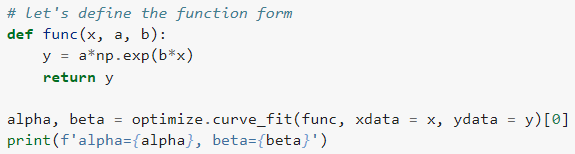 # let's define the function form
def func(x, a, b):
    y = a*np.exp(b*x)
    return y

alpha, beta = optimize.curve_fit(func, xdata = x, ydata = y)[0]
print(f'alpha={alpha}, beta={beta}')